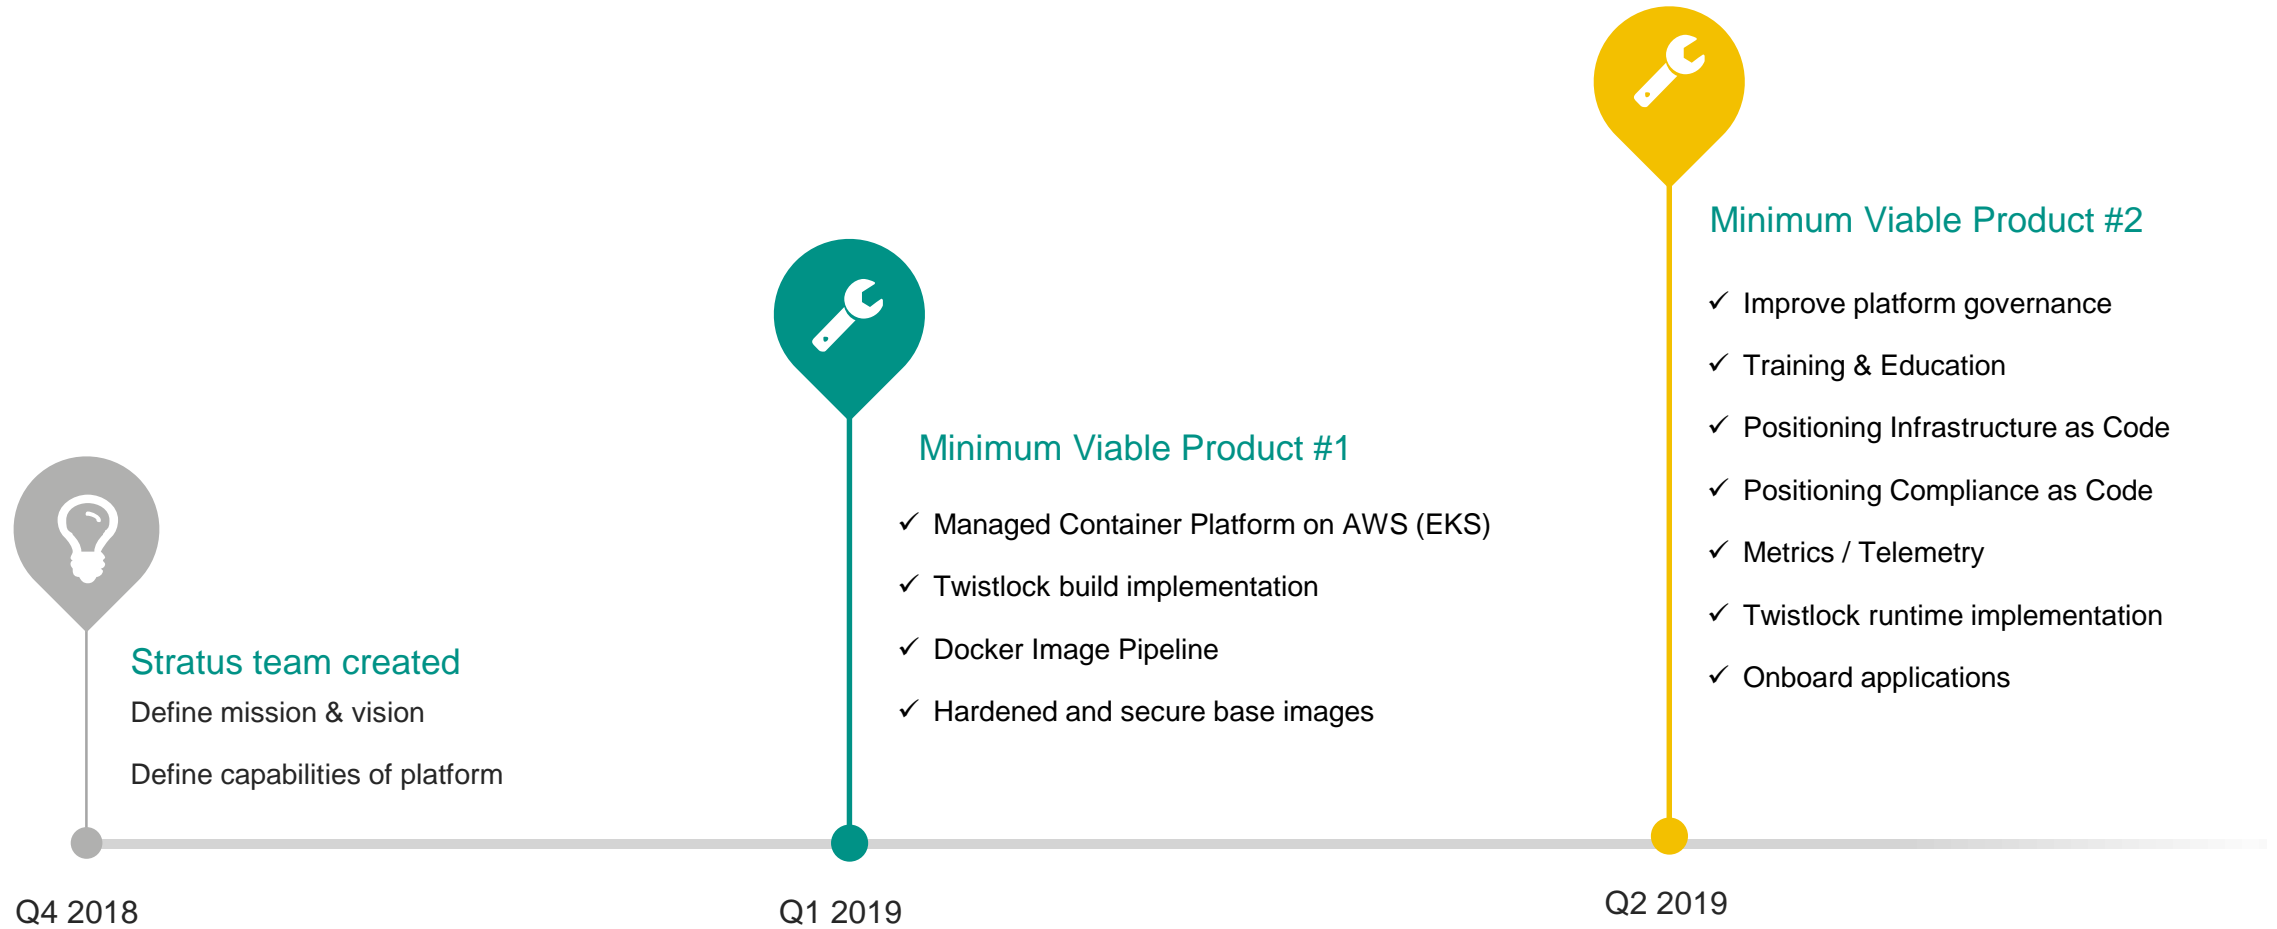 Minimum Viable Product #2
✓ Improve platform governance
✓ Training & Education
✓ Positioning Infrastructure as Code
✓ Positioning Compliance as Code
✓ Metrics / Telemetry
✓ Twistlock runtime implementation
✓ Onboard applications
Minimum Viable Product #1
✓ Managed Container Platform on AWS (EKS)
✓ Twistlock build implementation
✓ Docker Image Pipeline
✓ Hardened and secure base images
Stratus team created
Define mission & vision
Define capabilities of platform
Q4 2018
Q1 2019
Q2 2019